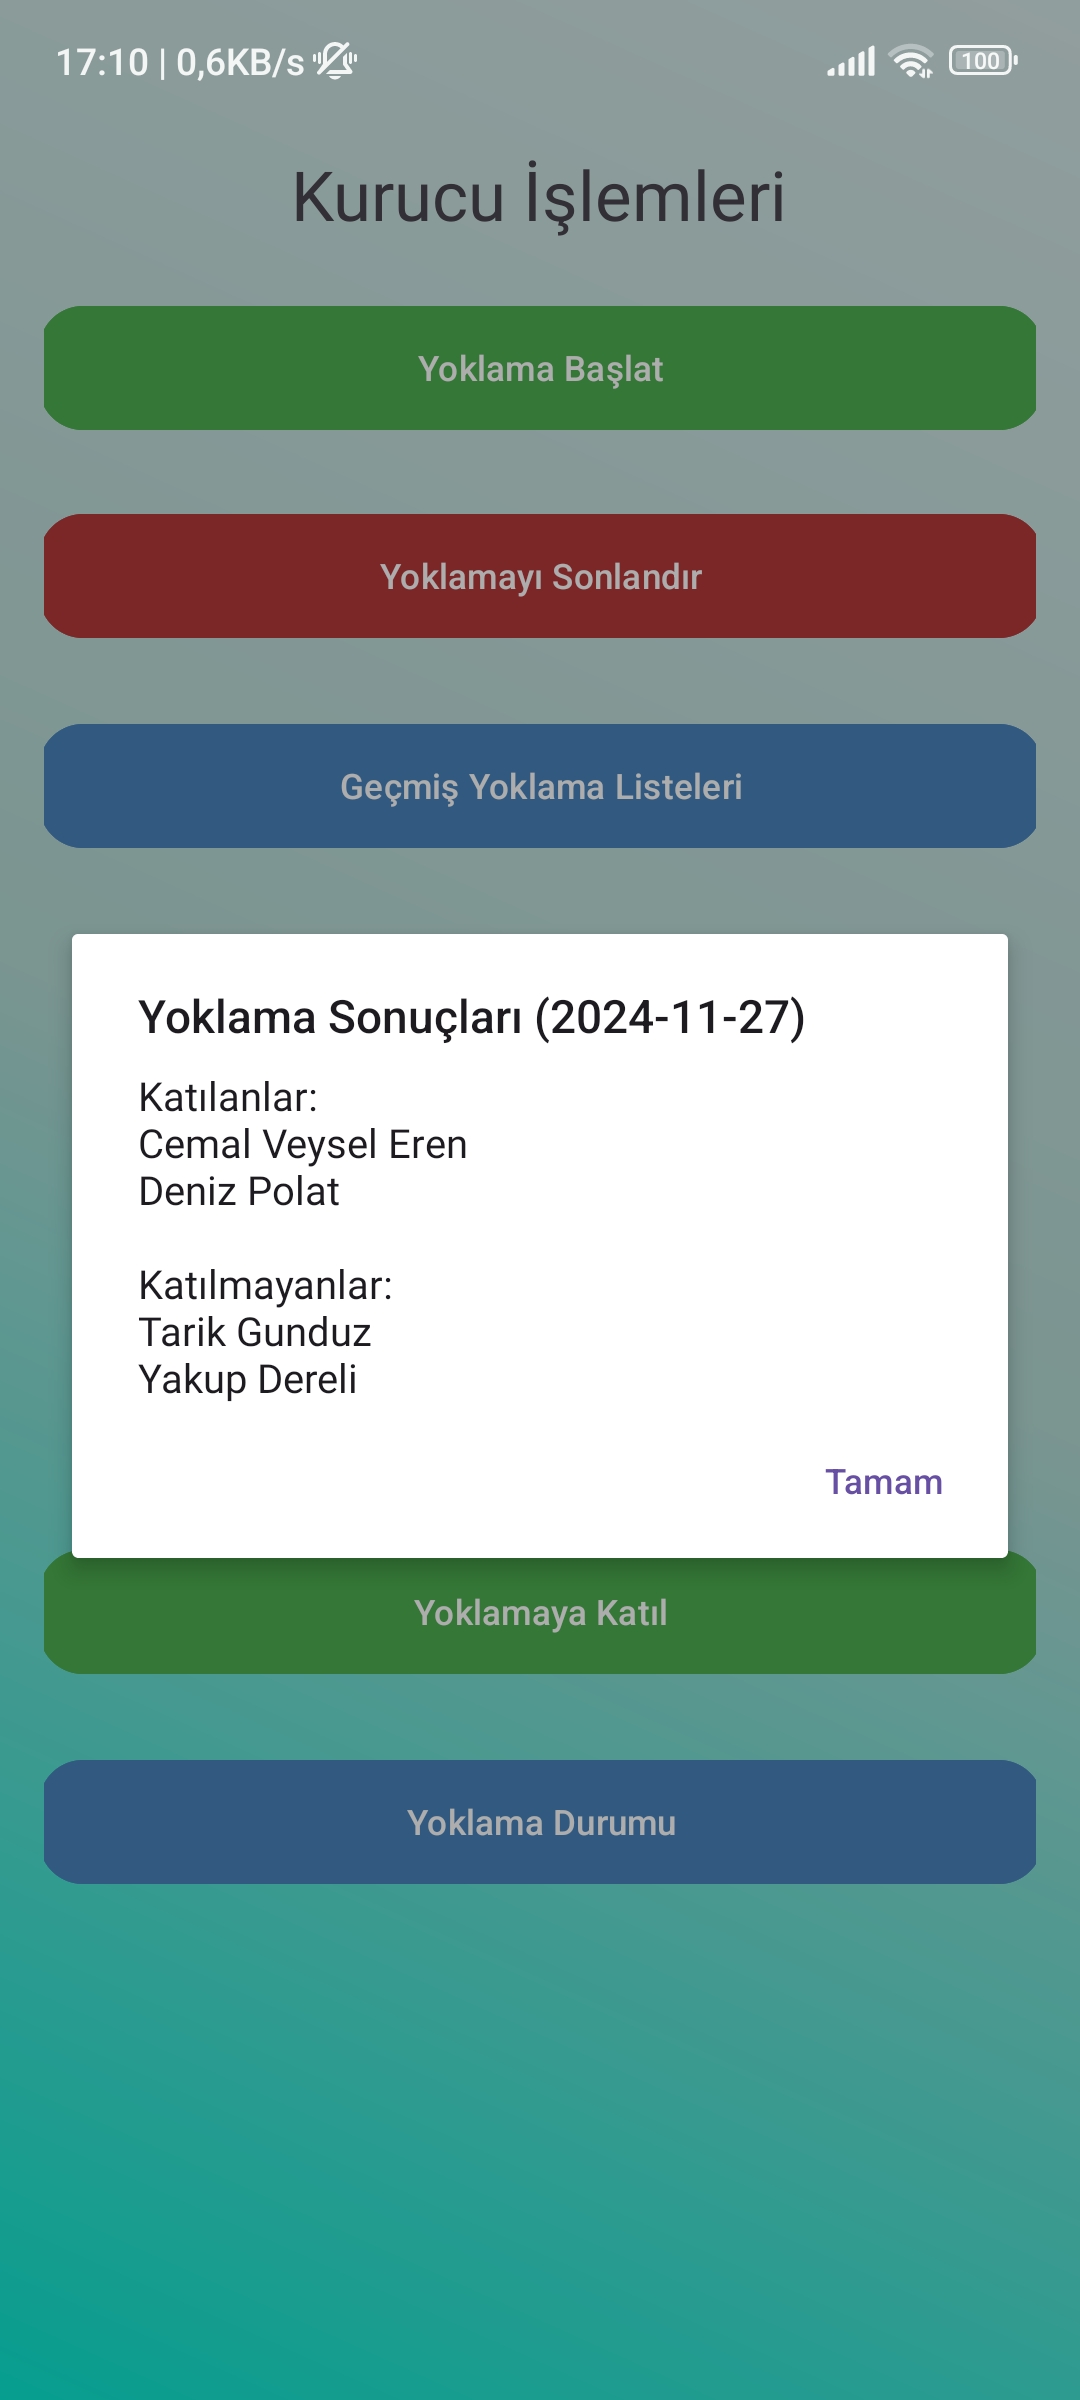 17:10 | 0,6KB/s
100
Kurucu İşlemleri
Yoklama Başlat
Yoklamayı Sonlandır
Geçmiş Yoklama Listeleri
Yoklama Sonuçları (2024-11-27)
Katılanlar:
Cemal Veysel Eren
Deniz Polat
Katılmayanlar:
Tarik Gunduz
Yakup Dereli
Tamam
Yoklamaya Katıl
Yoklama Durumu